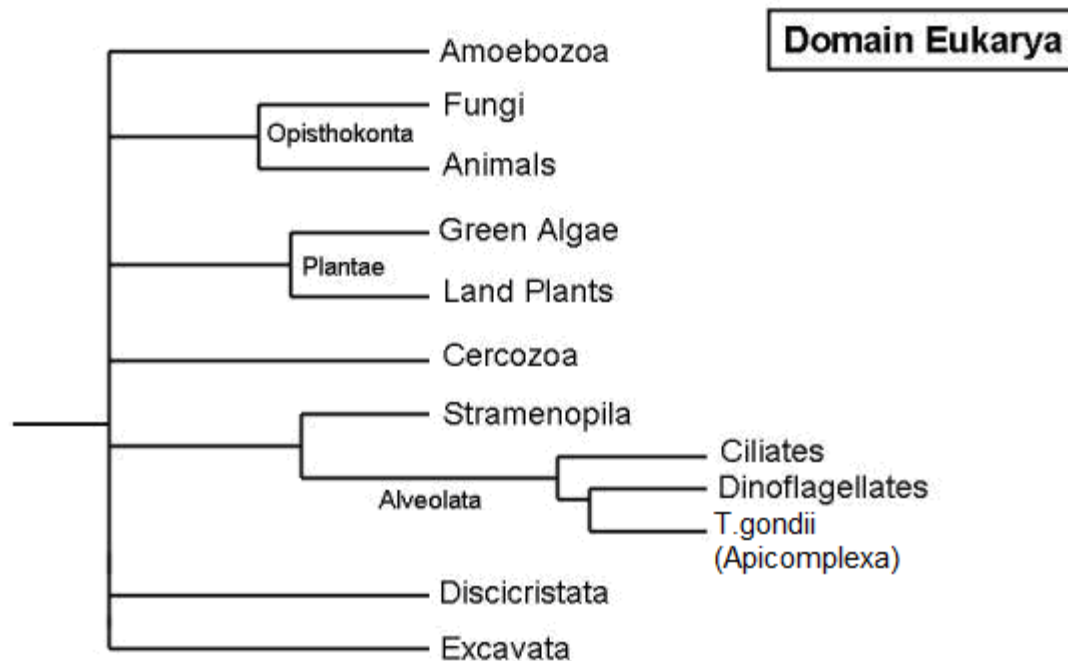 Domain Eukarya
Amoebozoa
Fungi
Opisthokonta
Animals
Green Algae
Plantae
Land Plants
Cercozoa
Stramenopila
Ciliates
Alveolata
Dinoflagellates
T.gondii
(Apicomplexa)
Discicristata
Excavata